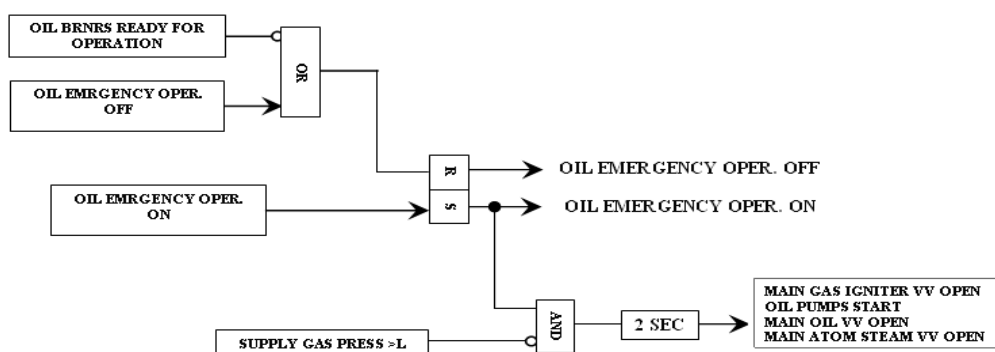 OIL BRNRS READY FOR
OPERATION
OR
OIL EMRGENCY OPER.
OFF
R
OIL EMERGENCY OPER. OFF
OIL EMRGENCY OPER.
ON
S
OIL EMERGENCY OPER. ON
SUPPLY GAS PRESS >L
AND
2 SEC
MAIN GAS IGNITER VV OPEN
OIL PUMPS START
MAIN OIL VV OPEN
MAIN ATOM STEAM VV OPEN